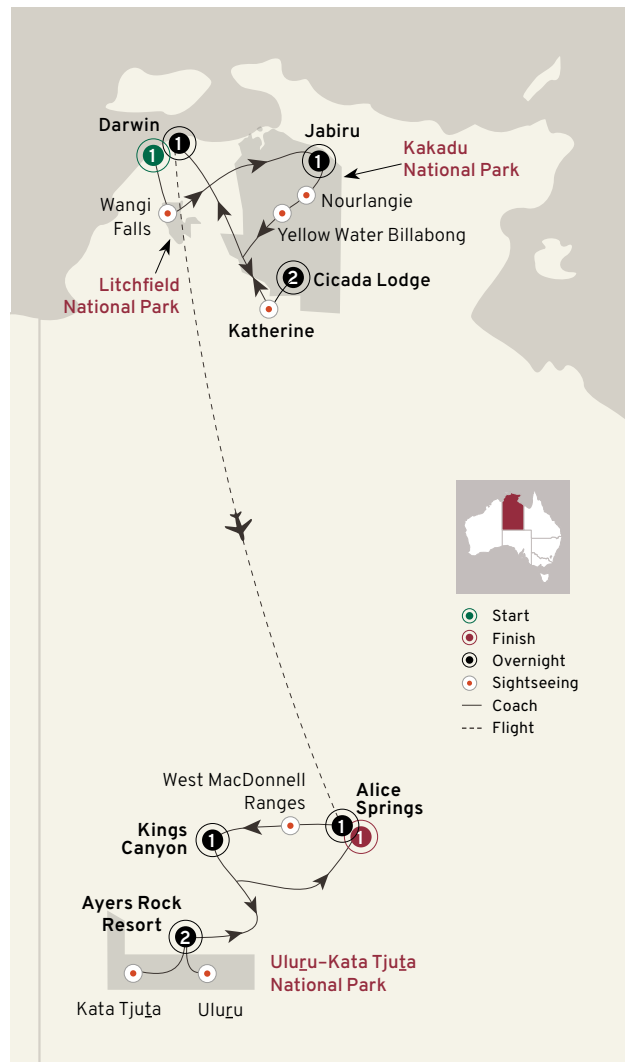 Darwin
1
1
Jabiru
1
Kakadu
National Park
Nourlangie
Wangi
Falls
Yellow Water Billabong
Litchfield
National Park
2
Cicada Lodge
Katherine
Start
Finish
Overnight
Sightseeing
Coach
Flight
West MacDonnell
Ranges
Alice
Springs
1
1
Kings
Canyon
1
Ayers Rock
Resort
2
Uluṟu–Kata Tjuṯa
National Park
Kata Tjuṯa
Uluṟu